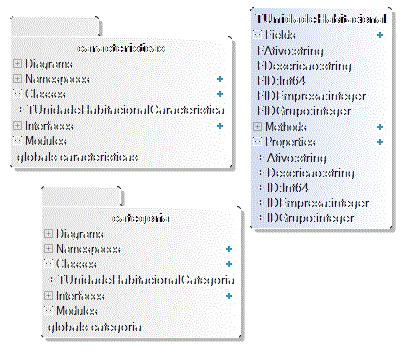 caracteristicas
Diagrams
Namespaces
Classes
TUnidadeHabitacionalCaracteristica
Interfaces
Modules
globals caracteristicas
TUnidadeHabitacional
Fields
FAtivo:string
FDescricao:string
FID:Int64
FIDEmpresa:integer
FIDGrupo:integer
Methods
Properties
Ativo:string
Descricao:string
ID:Int64
IDEmpresa:integer
IDGrupo:integer
categoria
Diagrams
Namespaces
Classes
TUnidadeHabitacionalCategoria
Interfaces
Modules
globals categoria